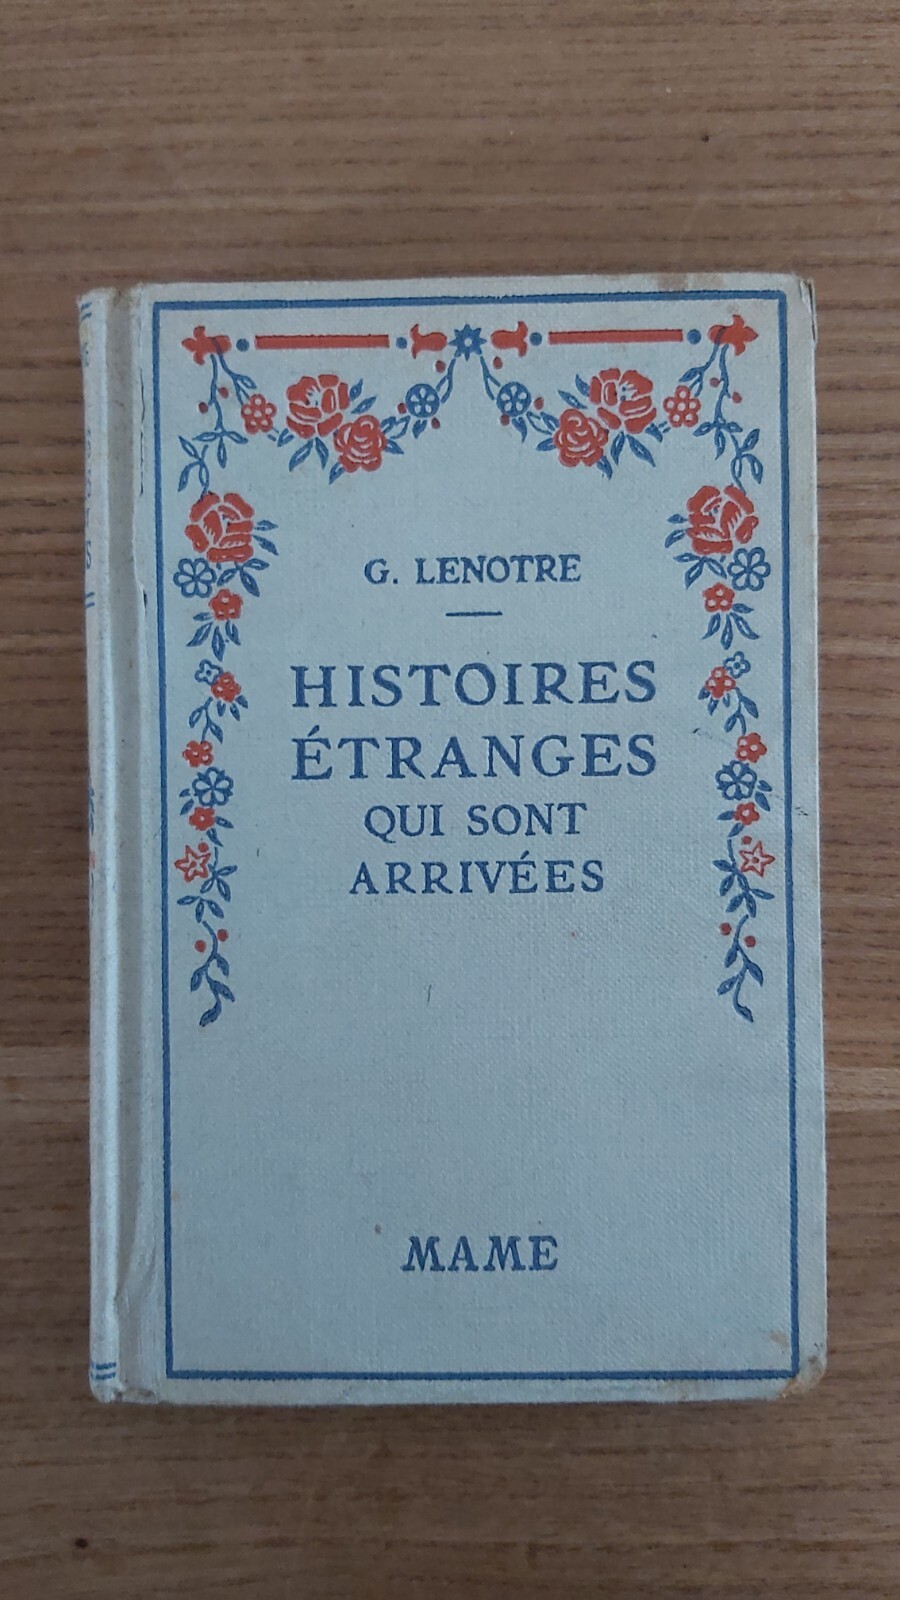 G. LENOTRE
HISTOIRES
ÉTRANGES
QUI SONT
ARRIVÉES
MAME